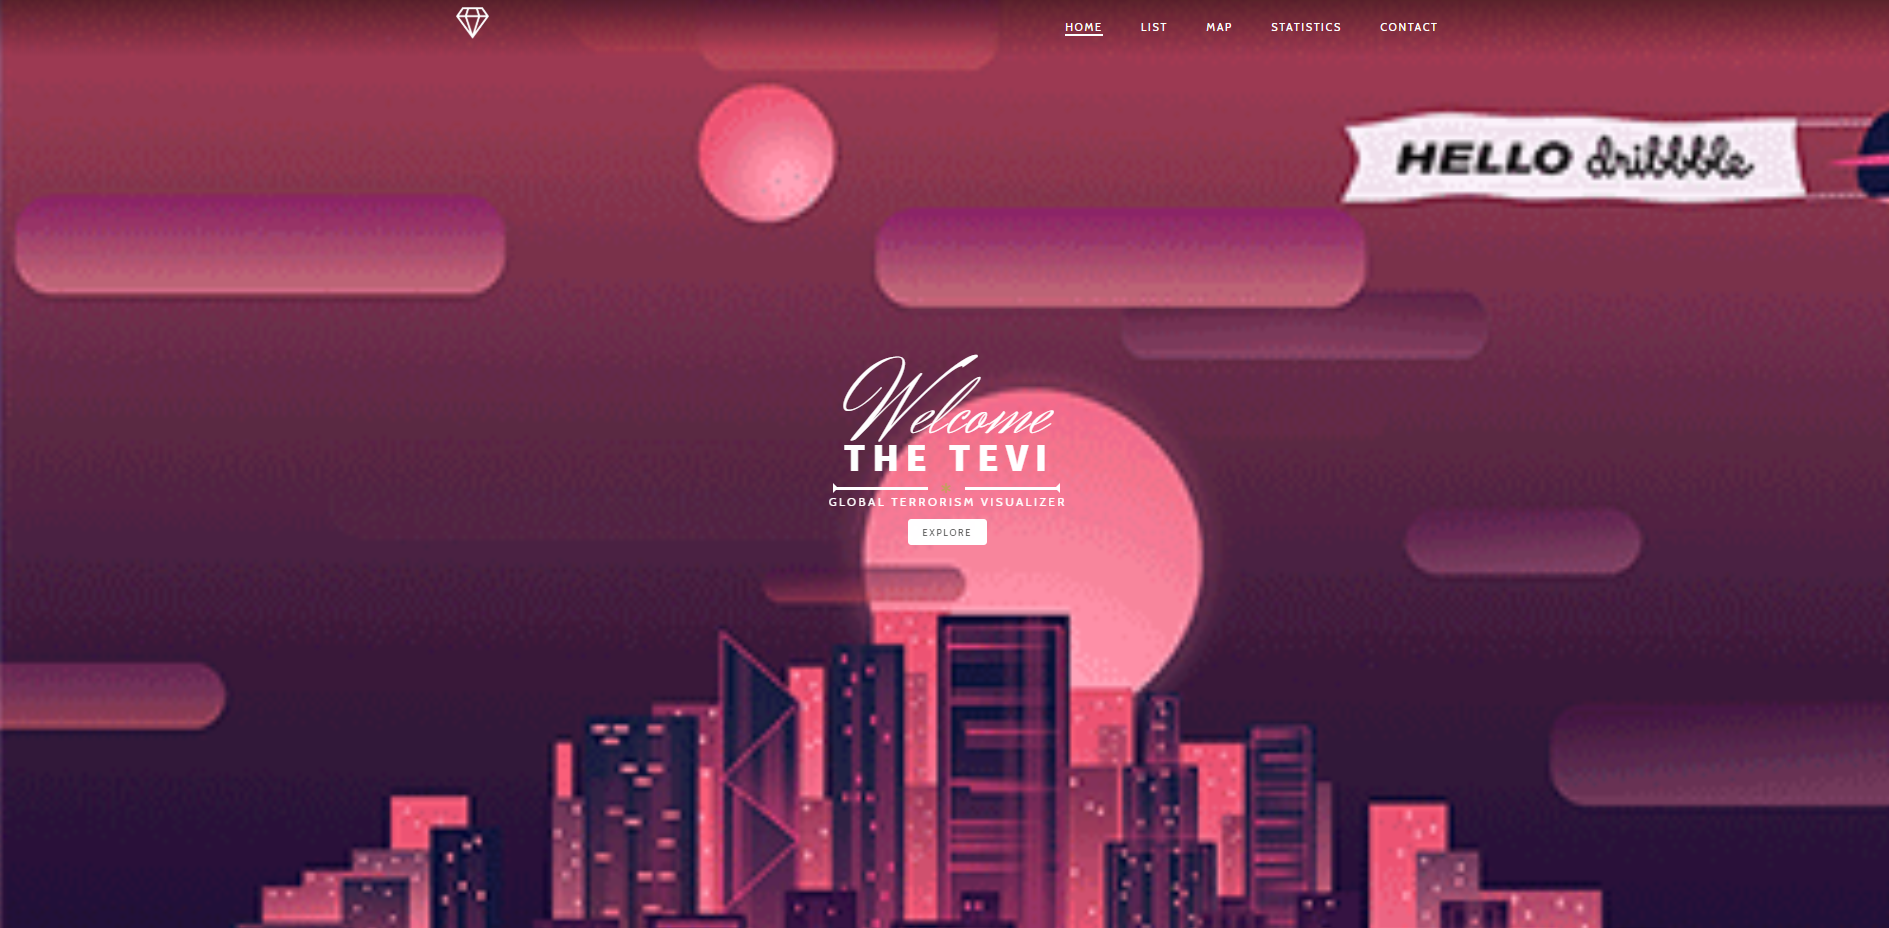 HOME LIST MAP STATISTICS CONTACT
HELLO dribbble
Welcome
THE TEVI
GLOBAL TERRORISM VISUALIZER
EXPLORE